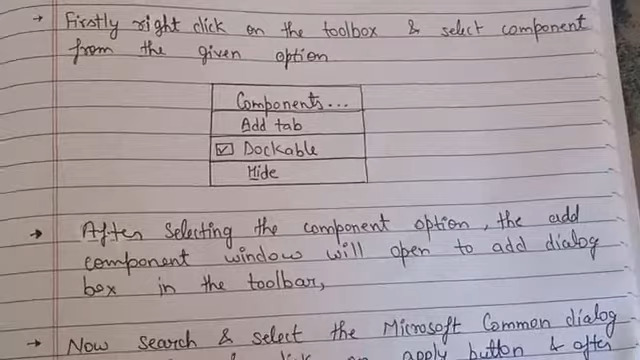 → Firstly right click on the toolbox & select component
from the given option
Components...
Add tab
☑ Dockable
Hide
→ After selecting the component option, the add
component window will open to add dialog
box in the toolbar,
→ Now search & select the Microsoft Common dialog
apply button & after